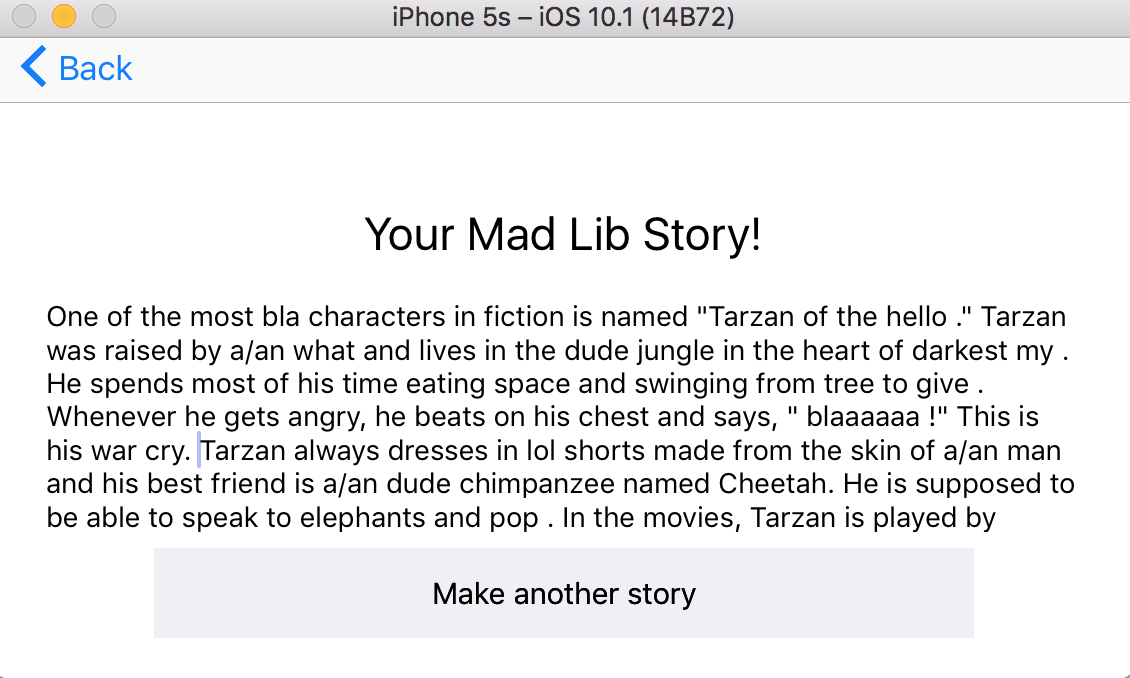 iPhone 5s – iOS 10.1 (14B72)
Back
Your Mad Lib Story!
One of the most bla characters in fiction is named "Tarzan of the hello ." Tarzan
was raised by a/an what and lives in the dude jungle in the heart of darkest my .
He spends most of his time eating space and swinging from tree to give .
Whenever he gets angry, he beats on his chest and says, " blaaaaaa !" This is
his war cry. Tarzan always dresses in lol shorts made from the skin of a/an man
and his best friend is a/an dude chimpanzee named Cheetah. He is supposed to
be able to speak to elephants and pop . In the movies, Tarzan is played by
Make another story